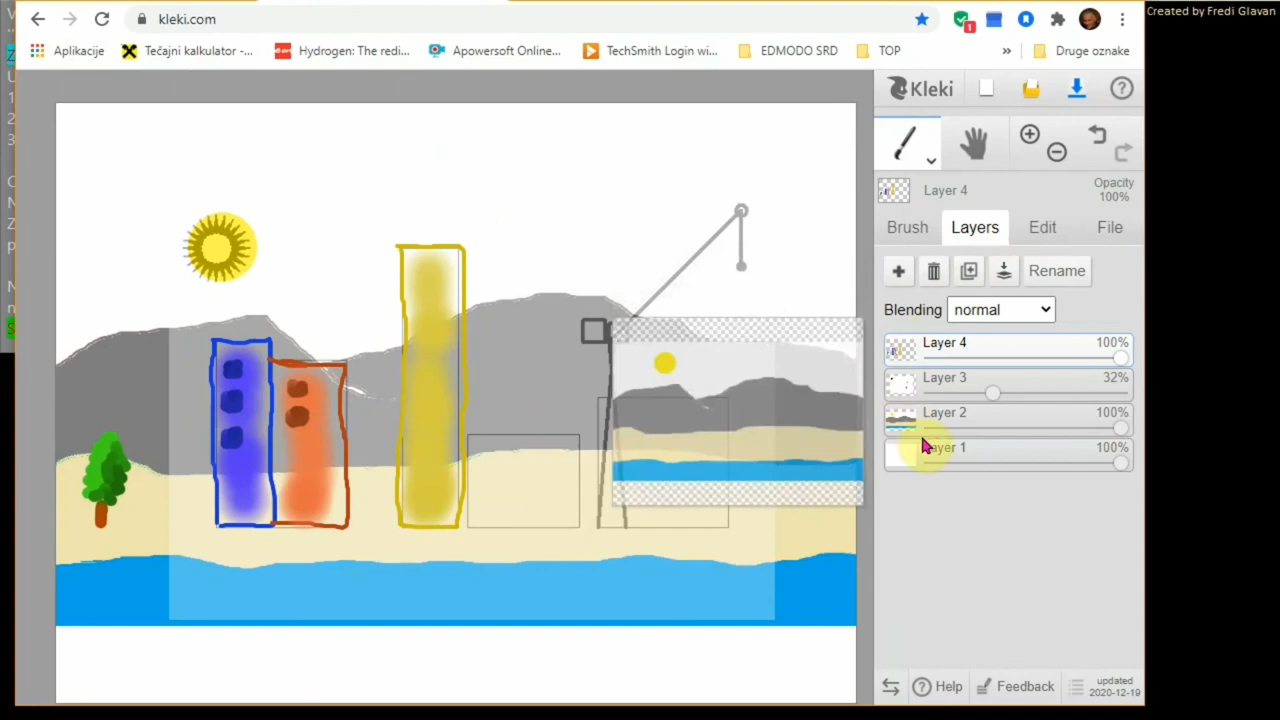 kleki.com
1
Created by Fredi Glavan
Aplikacije
Tečajni kalkulator -...
e-on
Hydrogen: The redi...
Apowersoft Online...
TechSmith Login wi...
EDMODO SRD
TOP
»
Druge oznake
Kleki
Layer 4
Opacity
100%
Brush
Layers
Edit
File
Rename
Blending
normal
Layer 4
100%
Layer 3
32%
Layer 2
100%
Layer 1
100%
Help
Feedback
updated
2020-12-19